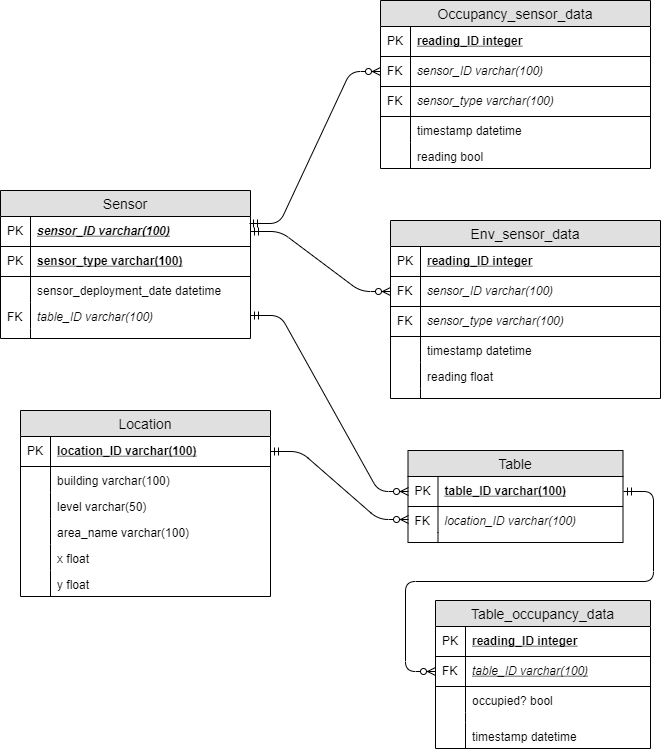 Occupancy_sensor_data
PK reading_ID integer
FK sensor_ID varchar(100)
FK sensor_type varchar(100)
timestamp datetime
reading bool
Sensor
PK sensor_ID varchar(100)
PK sensor_type varchar(100)
sensor_deployment_date datetime
FK table_ID varchar(100)
Env_sensor_data
PK reading_ID integer
FK sensor_ID varchar(100)
FK sensor_type varchar(100)
timestamp datetime
reading float
Location
PK location_ID varchar(100)
building varchar(100)
level varchar(50)
area_name varchar(100)
x float
y float
Table
PK table_ID varchar(100)
FK location_ID varchar(100)
Table_occupancy_data
PK reading_ID integer
FK table_ID varchar(100)
occupied? bool
timestamp datetime